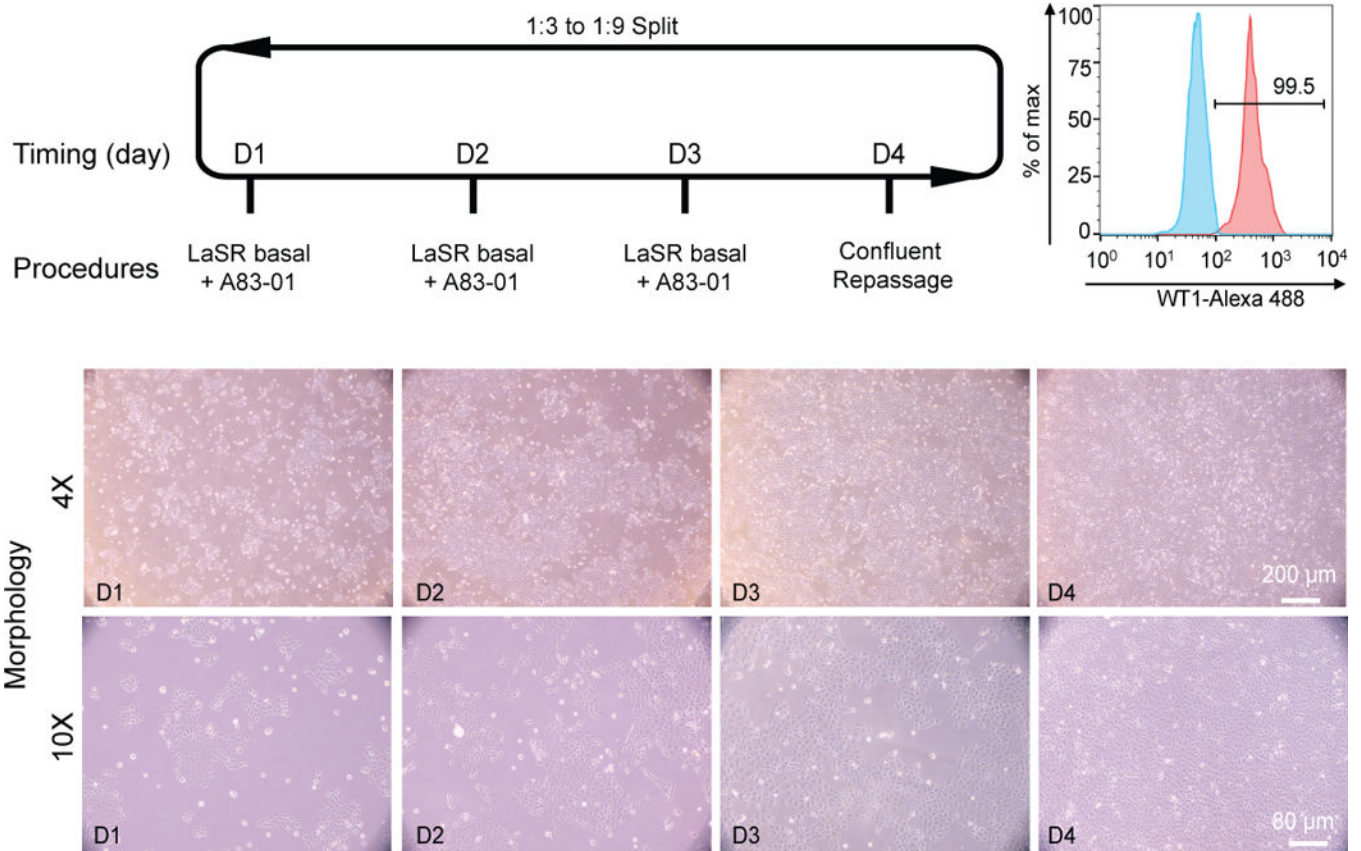 1:3 to 1:9 Split
Timing (day)
D1 D2 D3 D4
Procedures
LaSR basal
+ A83-01
LaSR basal
+ A83-01
LaSR basal
+ A83-01
Confluent
Repassage
% of max
100
75
50
25
0
99.5
10⁰ 10¹ 10² 10³ 10⁴
WT1-Alexa 488
Morphology
4X
D1 D2 D3 D4
200 µm
10X
D1 D2 D3 D4
80 µm